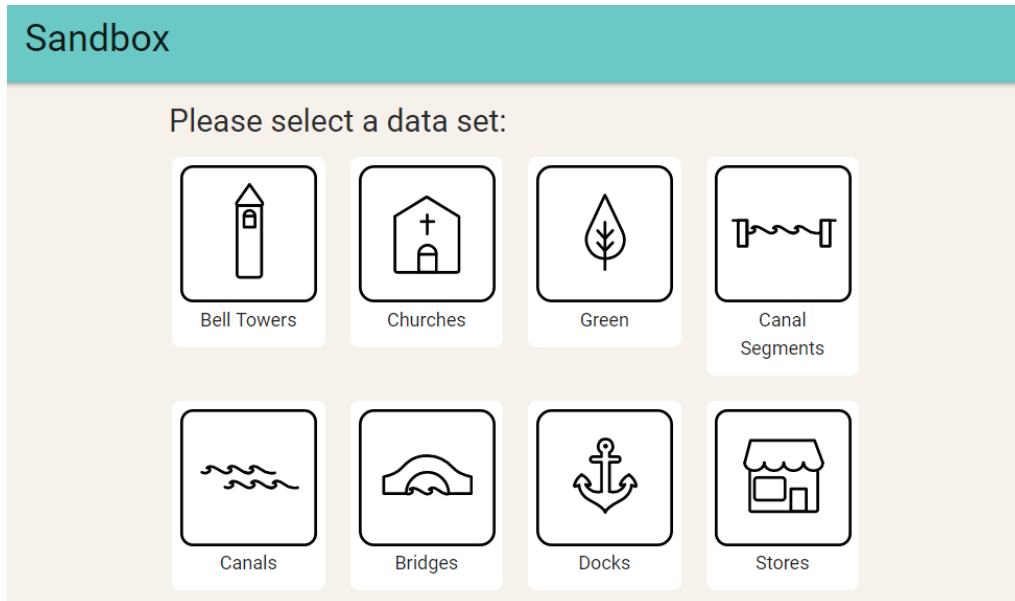 Sandbox
Please select a data set:
Bell Towers
Churches
Green
Canal
Segments
Canals
Bridges
Docks
Stores